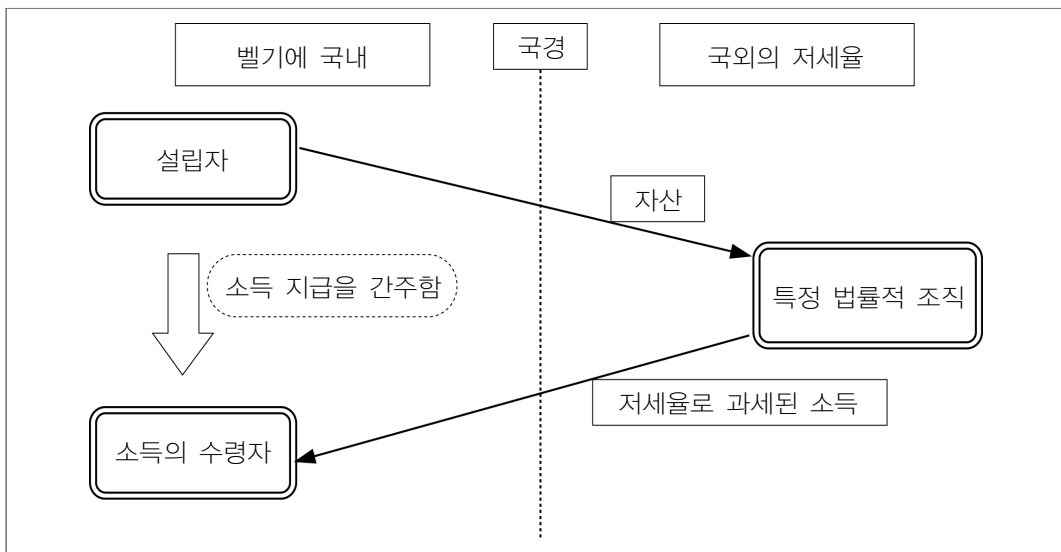 벨기에 국내
국경
국외의 저세율
설립자
자산
소득 지급을 간주함
특정 법률적 조직
저세율로 과세된 소득
소득의 수령자